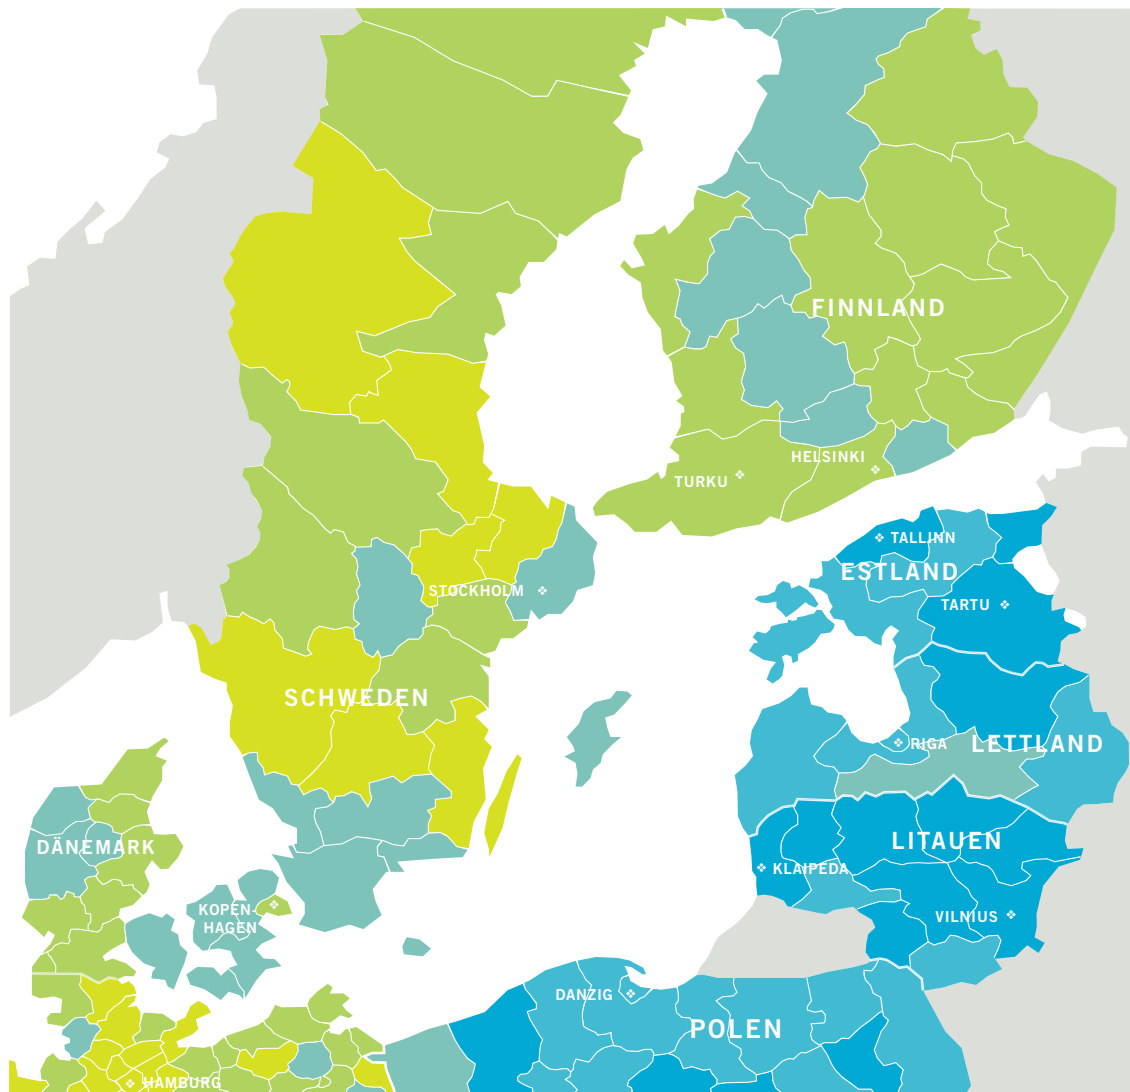 FINNLAND
HELSINKI
TURKU
TALLINN
ESTLAND
STOCKHOLM
TARTU
SCHWEDEN
RIGA
LETTLAND
DÄNEMARK
LITAUEN
KLAIPEDA
KOPEN-
HAGEN
VILNIUS
DANZIG
POLEN
HAMBURG